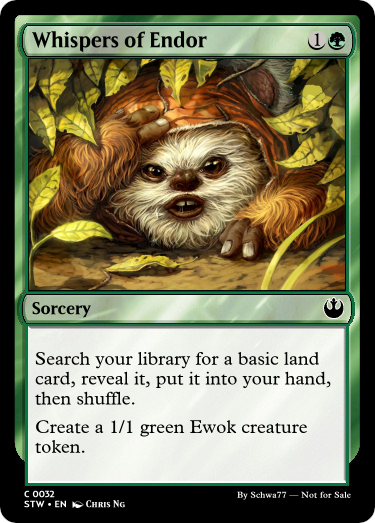 Whispers of Endor 1
Sorcery
Search your library for a basic land
card, reveal it, put it into your hand,
then shuffle.
Create a 1/1 green Ewok creature
token.
C 0032
STW • EN Chris Ng
By Schwa77 — Not for Sale